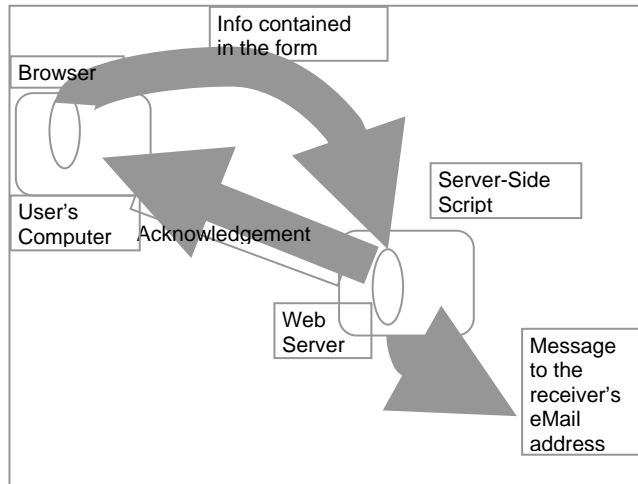 Info contained
in the form
Browser
Server-Side
Script
User's
Computer
Acknowledgement
Web
Server
Message
to the
receiver’s
eMail
address